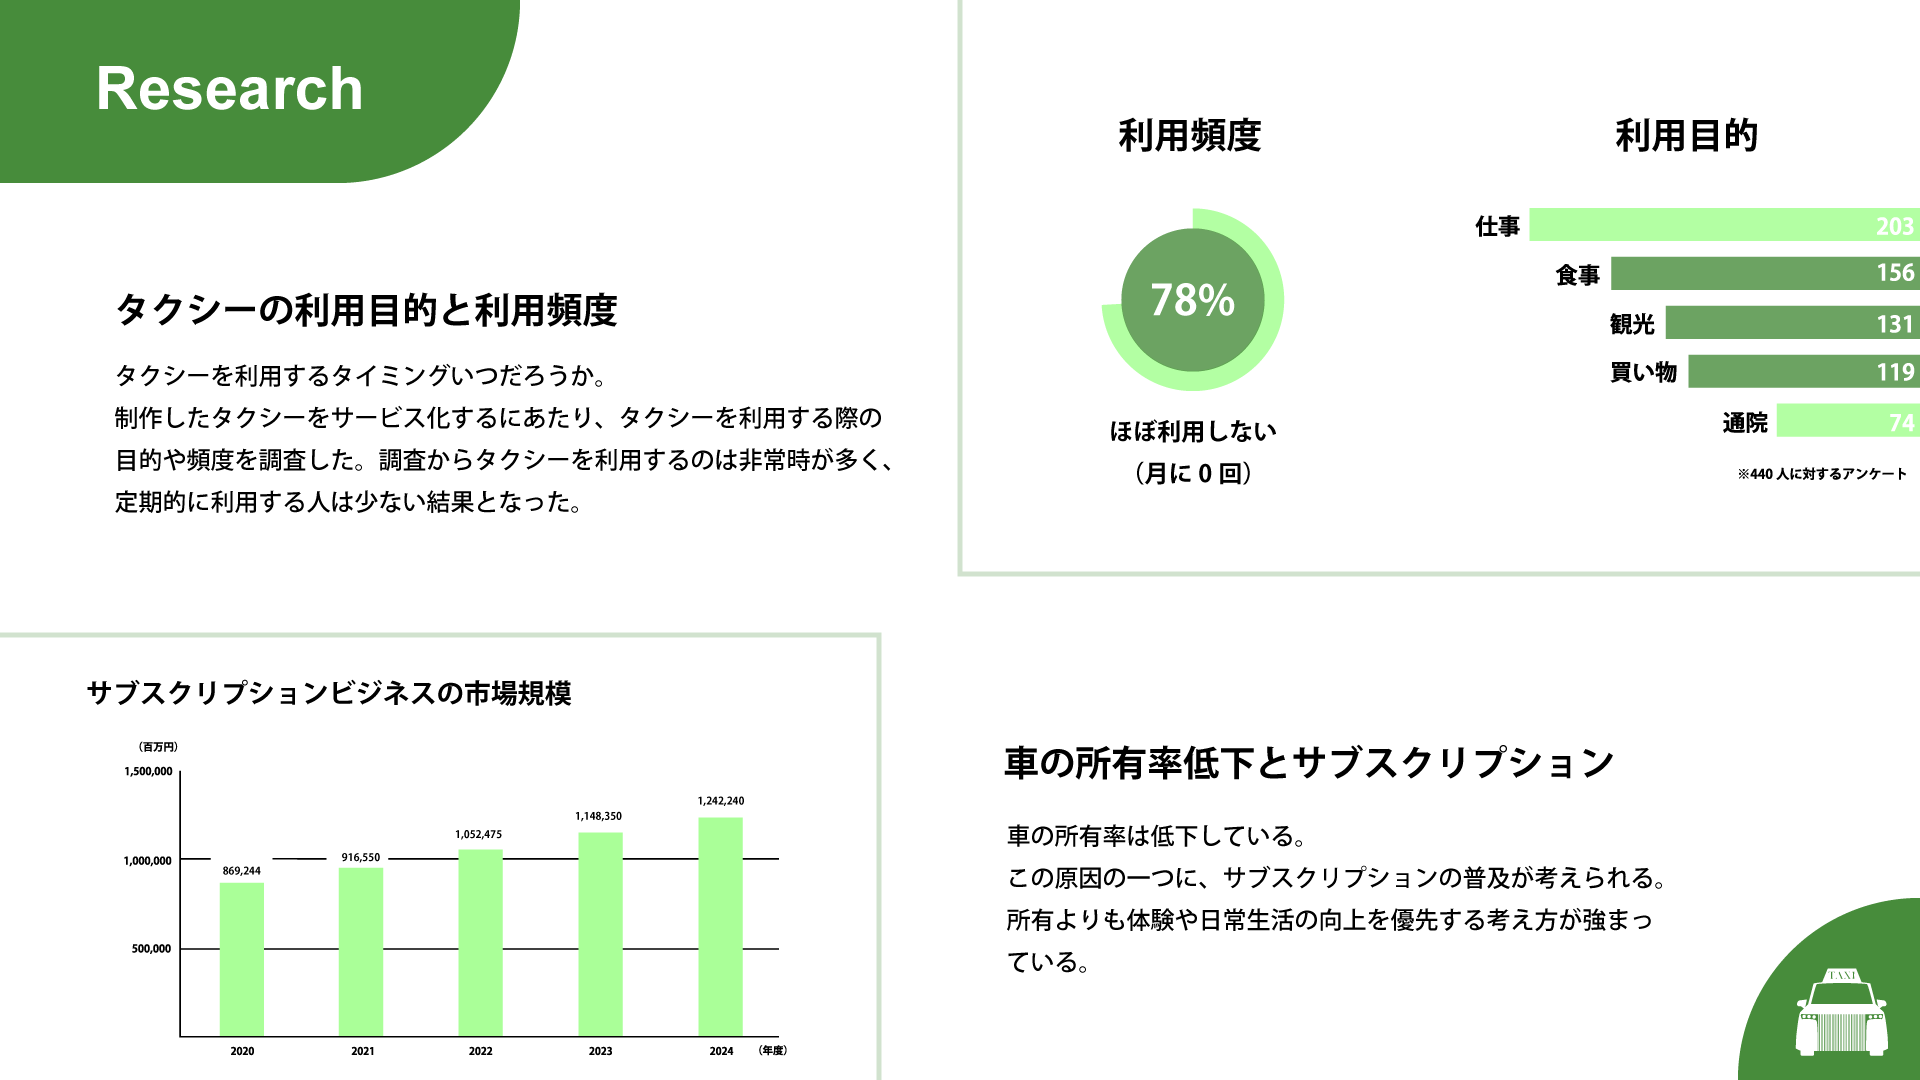 Research
タクシーの利用目的と利用頻度
タクシーを利用するタイミングいつだろうか。
制作したタクシーをサービス化するにあたり、タクシーを利用する際の
目的や頻度を調査した。調査からタクシーを利用するのは非常時が多く、
定期的に利用する人は少ない結果となった。
利用頻度
78%
ほぼ利用しない
（月に 0 回）
利用目的
仕事 203
食事 156
観光 131
買い物 119
通院 74
※440 人に対するアンケート
サブスクリプションビジネスの市場規模
（百万円）
1,500,000
1,000,000
500,000
869,244
916,550
1,052,475
1,148,350
1,242,240
2020 2021 2022 2023 2024 （年度）
車の所有率低下とサブスクリプション
車の所有率は低下している。
この原因の一つに、サブスクリプションの普及が考えられる。
所有よりも体験や日常生活の向上を優先する考え方が強まっ
ている。
TAXI